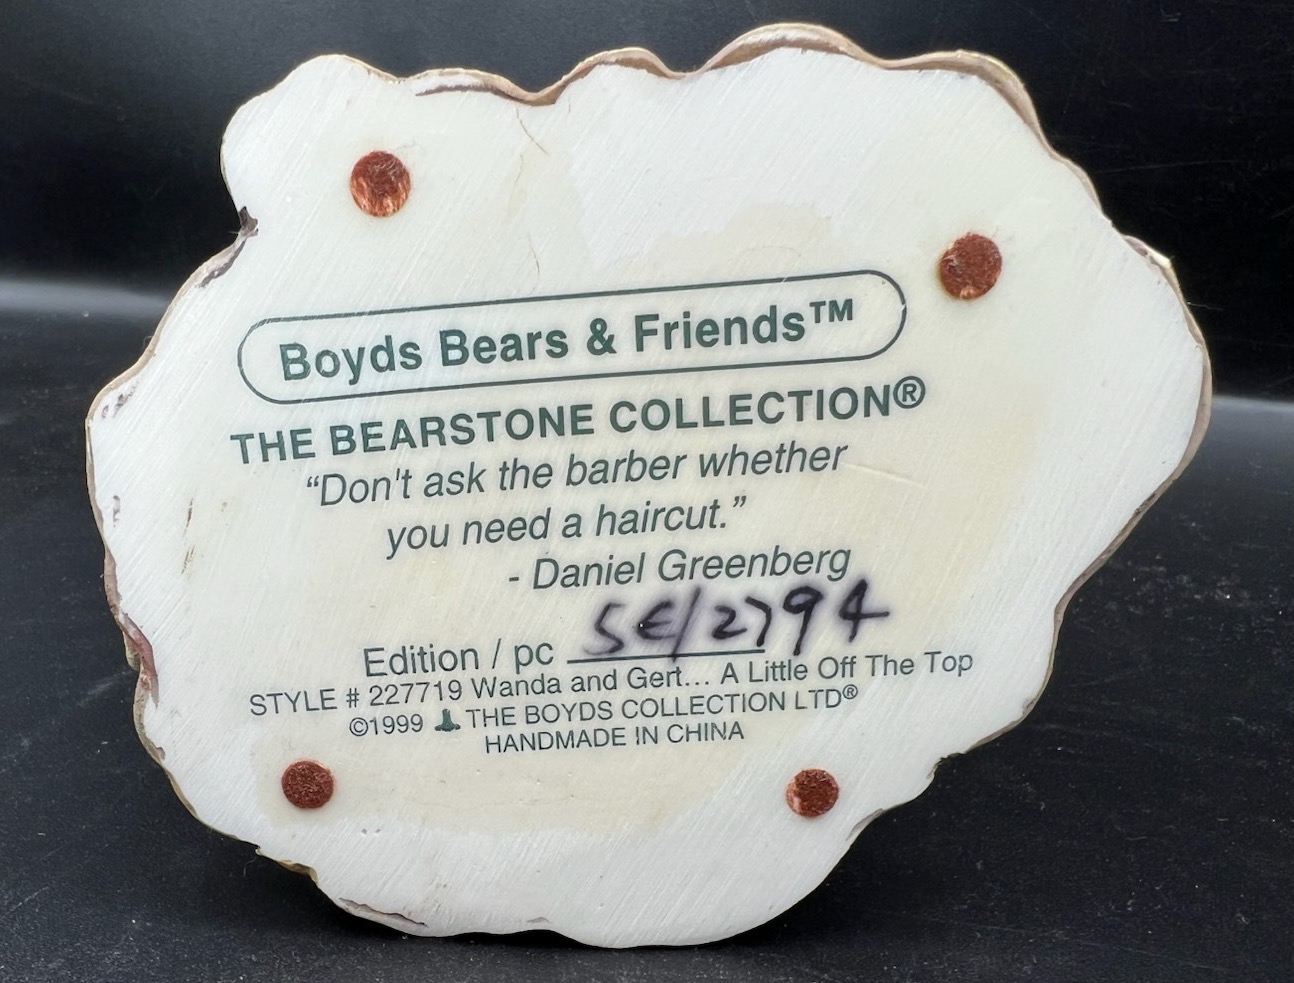 Boyds Bears & Friends™
THE BEARSTONE COLLECTION®
“Don't ask the barber whether
you need a haircut.”
- Daniel Greenberg
Edition / pc 5E/2794
STYLE # 227719 Wanda and Gert... A Little Off The Top
©1999 THE BOYDS COLLECTION LTD®
HANDMADE IN CHINA